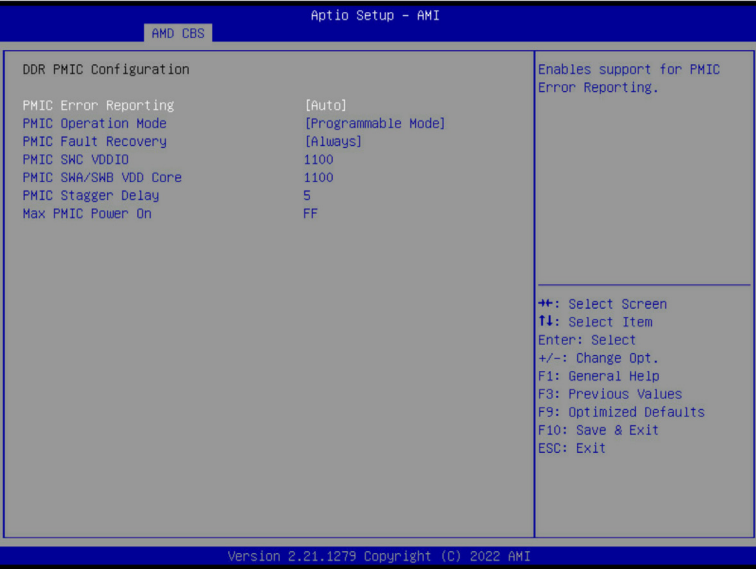 Aptio Setup – AMI
AMD CBS
DDR PMIC Configuration
PMIC Error Reporting [Auto]
PMIC Operation Mode [Programmable Mode]
PMIC Fault Recovery [Always]
PMIC SWC VDDIO 1100
PMIC SWA/SWB VDD Core 1100
PMIC Stagger Delay 5
Max PMIC Power On FF
Enables support for PMIC
Error Reporting.
→←: Select Screen
↑↓: Select Item
Enter: Select
+/-: Change Opt.
F1: General Help
F3: Previous Values
F9: Optimized Defaults
F10: Save & Exit
ESC: Exit
Version 2.21.1279 Copyright (C) 2022 AMI